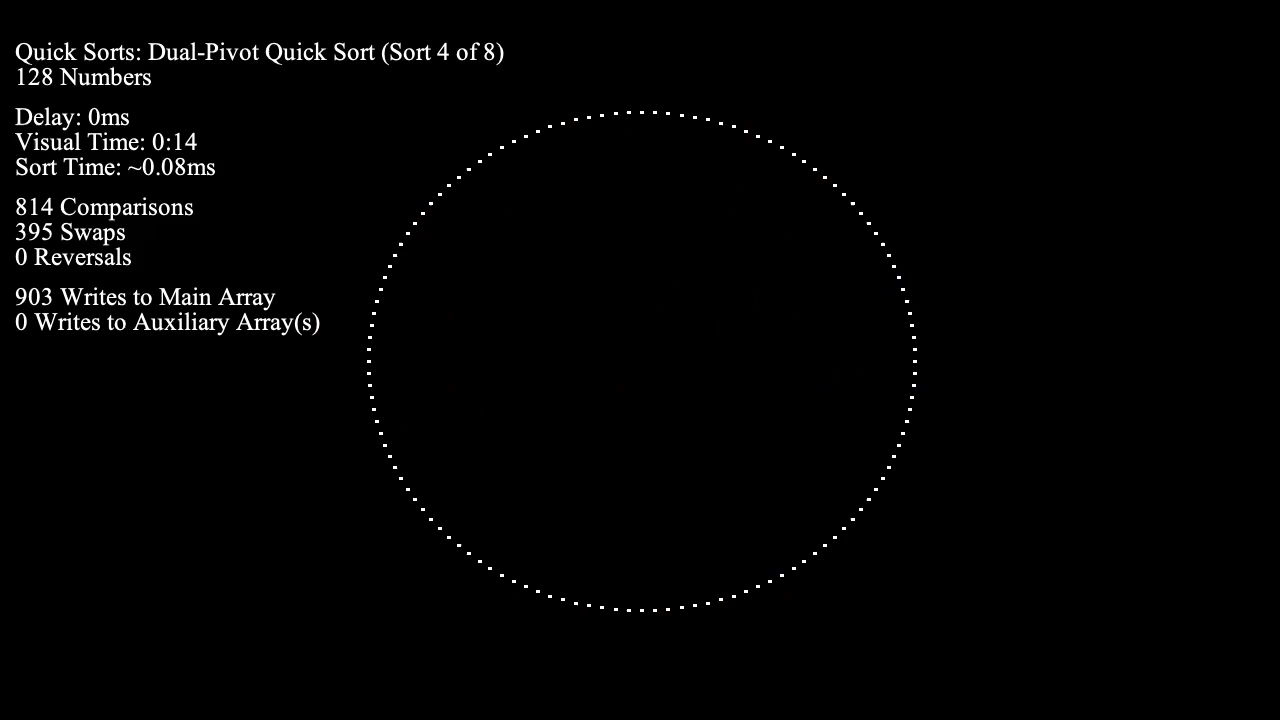 Quick Sorts: Dual-Pivot Quick Sort (Sort 4 of 8)
128 Numbers
Delay: 0ms
Visual Time: 0:14
Sort Time: ~0.08ms
814 Comparisons
395 Swaps
0 Reversals
903 Writes to Main Array
0 Writes to Auxiliary Array(s)